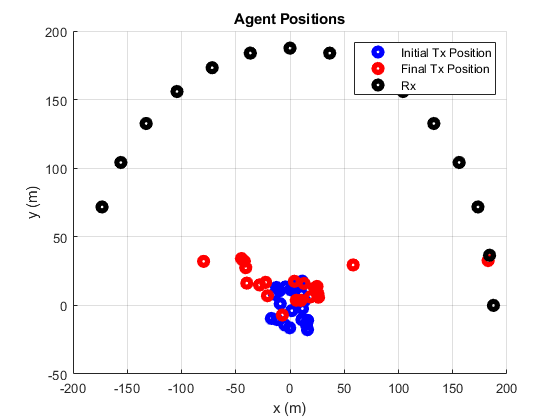 Agent Positions
Initial Tx Position
Final Tx Position
Rx
200
150
100
50
0
-50
y (m)
-200
-150
-100
-50
0
50
100
150
200
x (m)